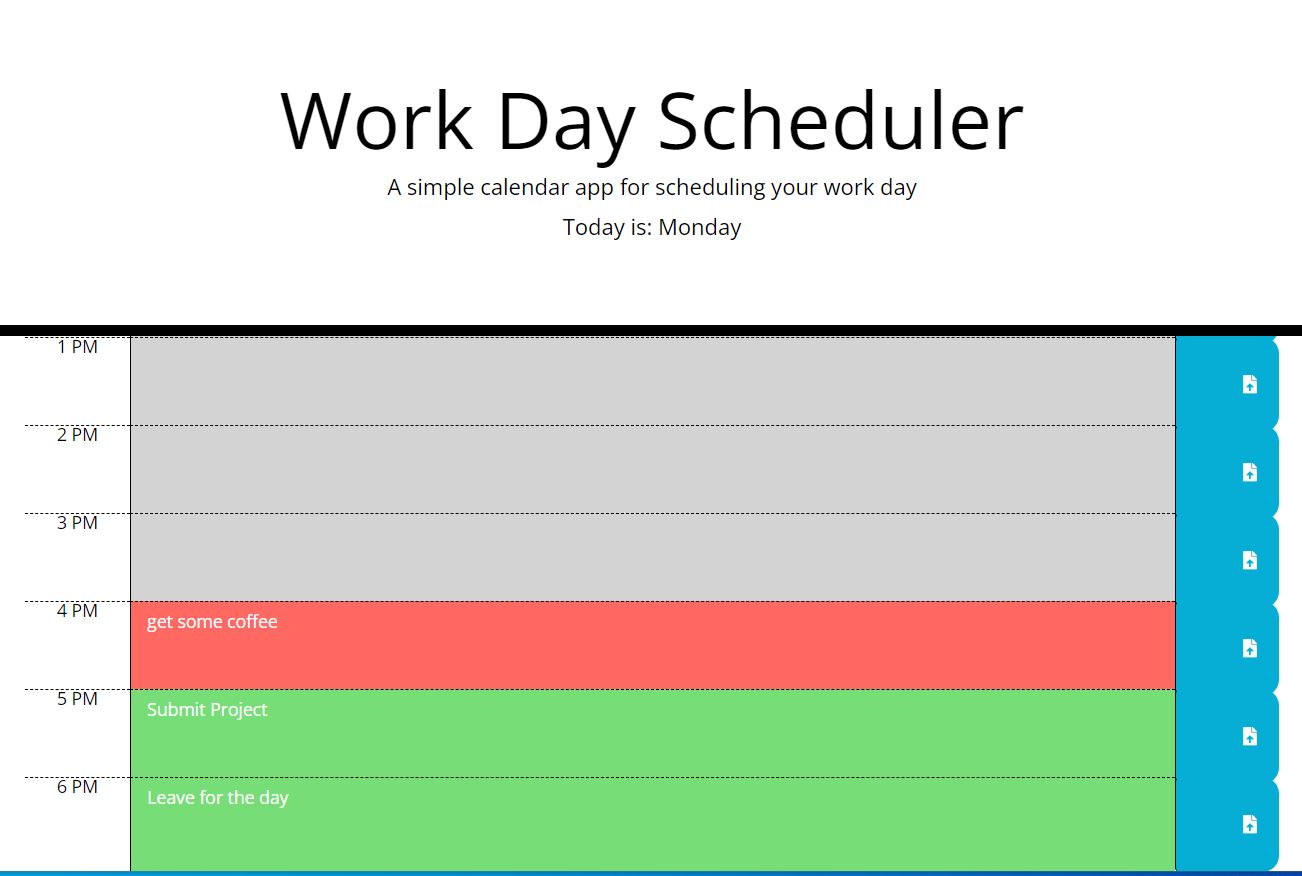 Work Day Scheduler
A simple calendar app for scheduling your work day
Today is: Monday
1 PM
2 PM
3 PM
4 PM
get some coffee
5 PM
Submit Project
6 PM
Leave for the day